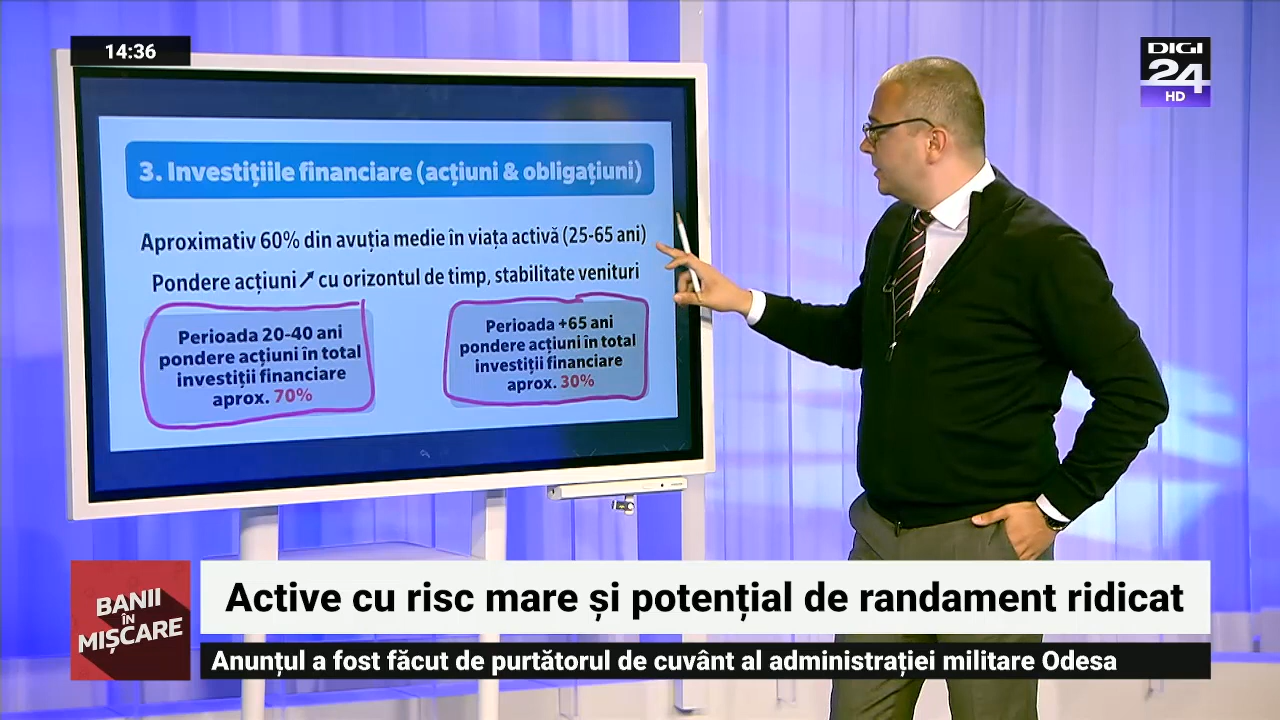 14:36
DIGI
24
HD
3. Investițiile financiare (acțiuni & obligațiuni)
Aproximativ 60% din avuția medie în viața activă (25-65 ani)
Pondere acțiuni↗cu orizontul de timp, stabilitate venituri
Perioada 20-40 ani
pondere acțiuni în total
investiții financiare
aprox. 70%
Perioada +65 ani
pondere acțiuni în total
investiții financiare
aprox. 30%
BANII
ÎN
MIȘCARE
Active cu risc mare și potențial de randament ridicat
Anunțul a fost făcut de purtătorul de cuvânt al administrației militare Odesa